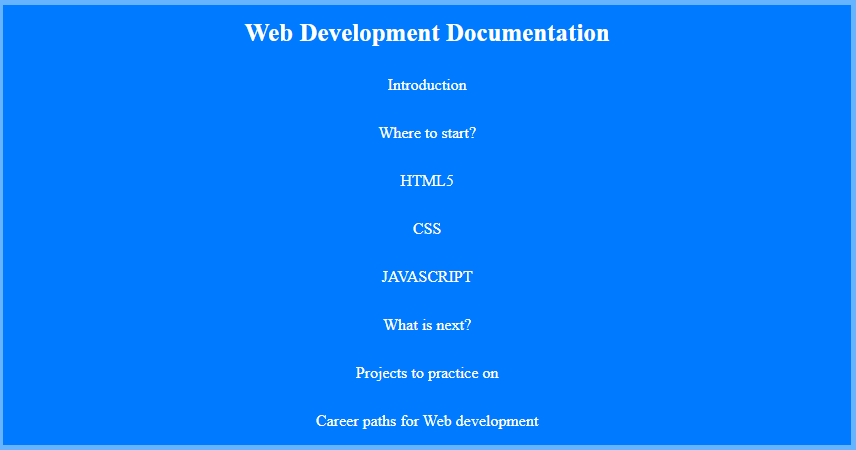 Web Development Documentation
Introduction
Where to start?
HTML5
CSS
JAVASCRIPT
What is next?
Projects to practice on
Career paths for Web development